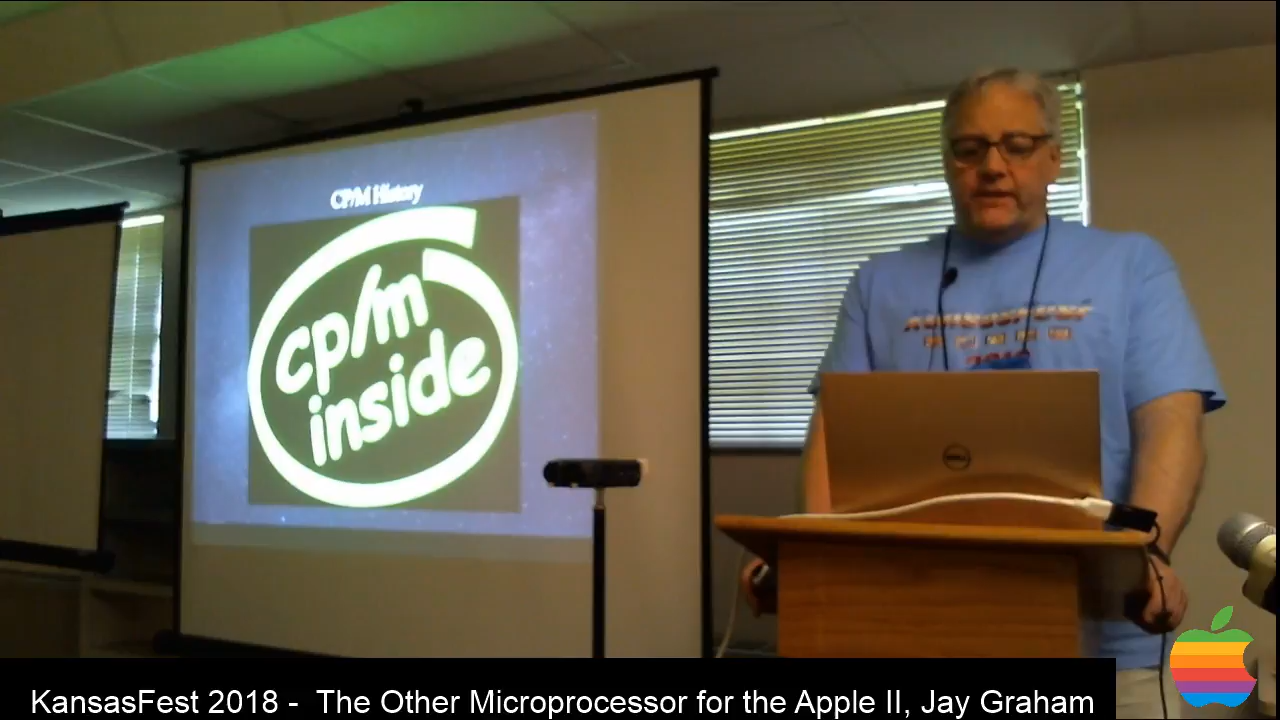 CP/M History
cp/m
inside
DELL
KansasFest 2018 -  The Other Microprocessor for the Apple II, Jay Graham